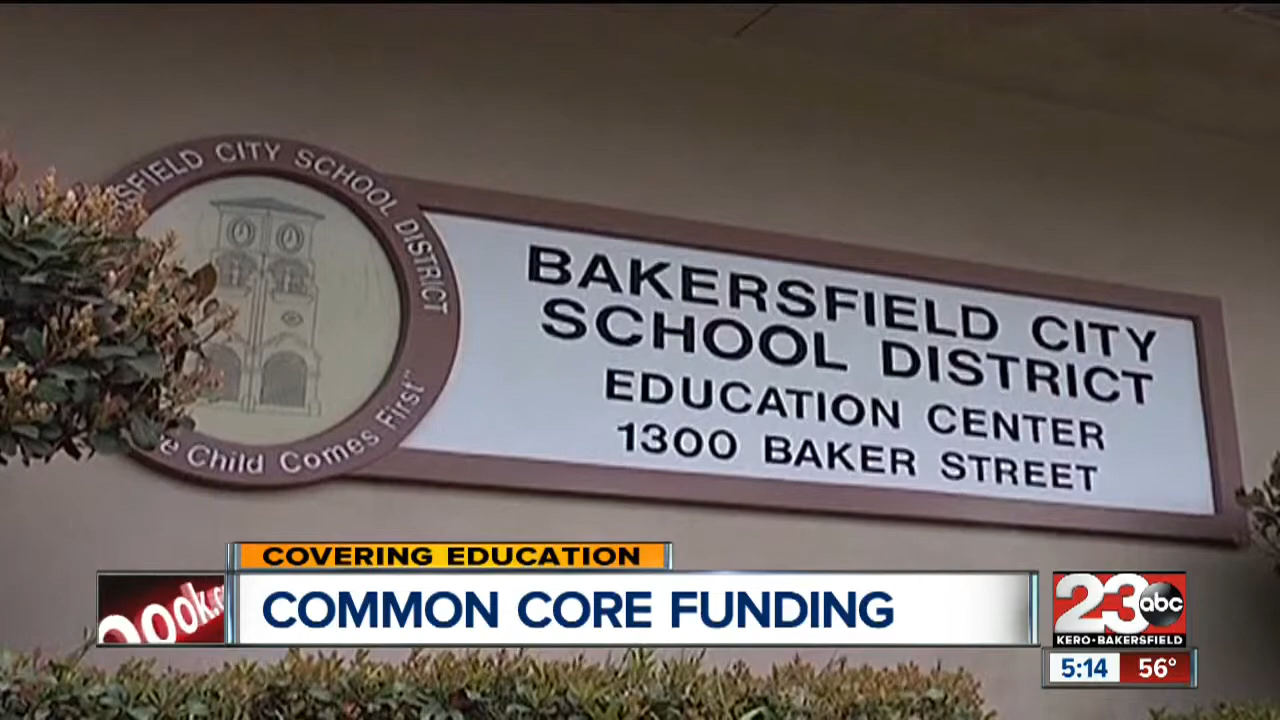 SFIELD CITY SCHOOL DISTRICT
Child Comes First"
BAKERSFIELD CITY
SCHOOL DISTRICT
EDUCATION CENTER
1300 BAKER STREET
COVERING EDUCATION
COMMON CORE FUNDING
23 abc
KERO•BAKERSFIELD
5:14 56°